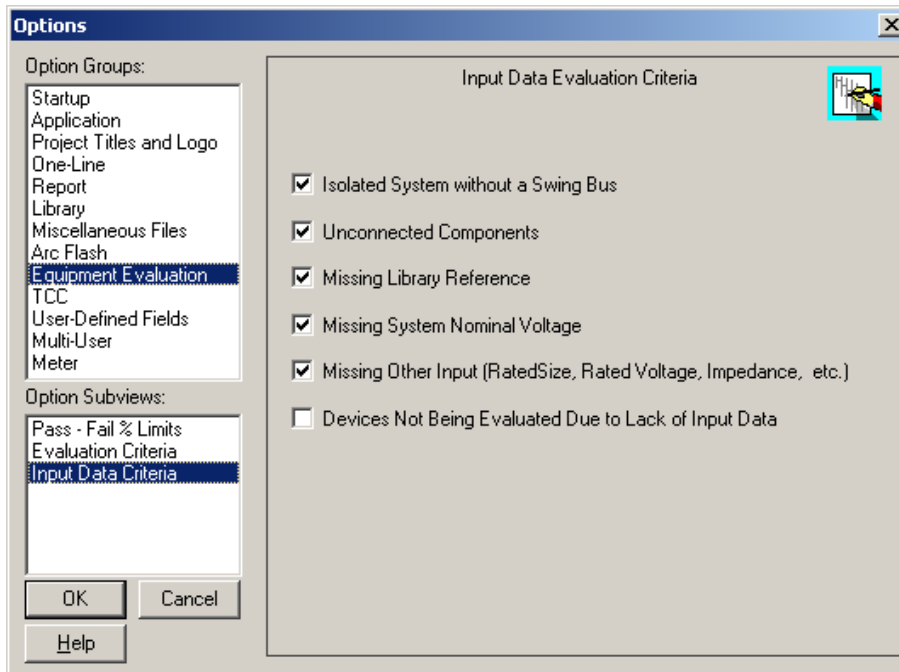 Options
Option Groups:
Startup
Application
Project Titles and Logo
One-Line
Report
Library
Miscellaneous Files
Arc Flash
Equipment Evaluation
TCC
User-Defined Fields
Multi-User
Meter
Option Subviews:
Pass - Fail % Limits
Evaluation Criteria
Input Data Criteria
OK
Cancel
Help
Input Data Evaluation Criteria
Isolated System without a Swing Bus
Unconnected Components
Missing Library Reference
Missing System Nominal Voltage
Missing Other Input (RatedSize, Rated Voltage, Impedance, etc.)
Devices Not Being Evaluated Due to Lack of Input Data